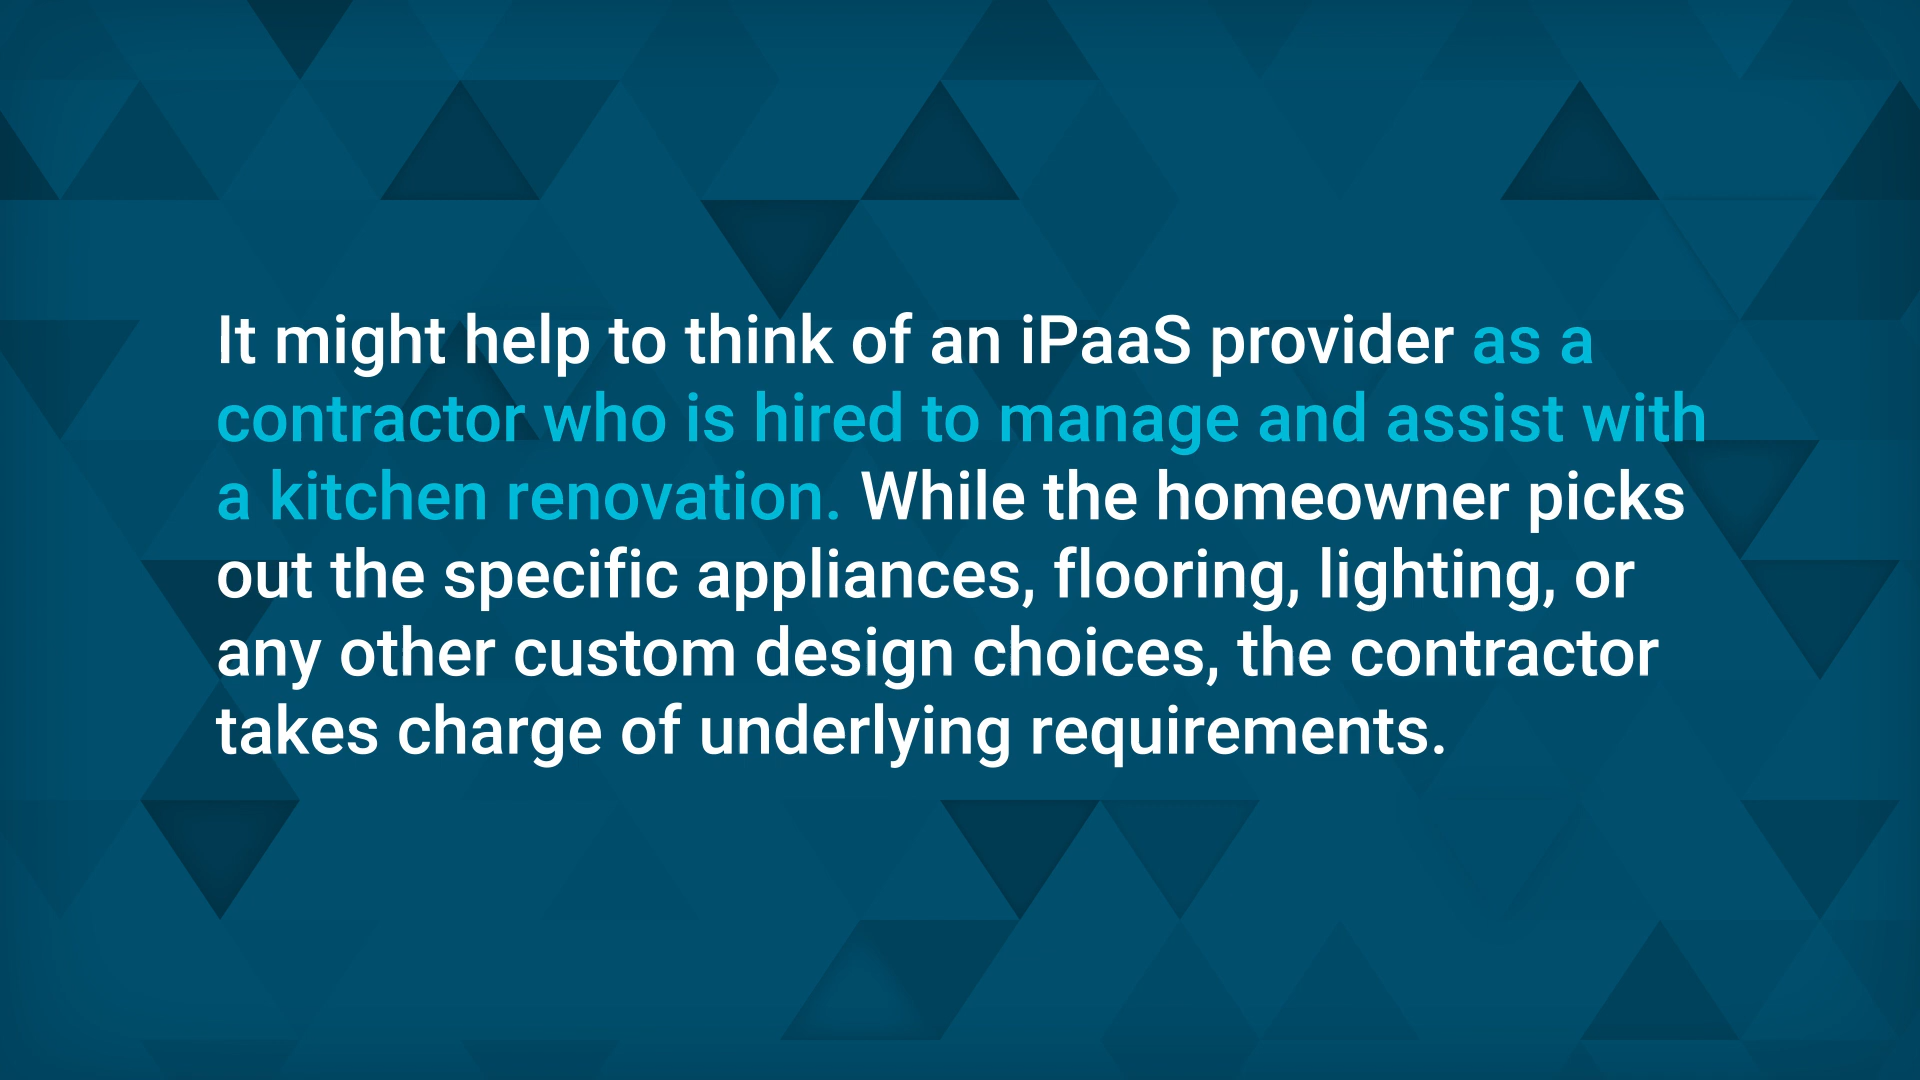 It might help to think of an iPaaS provider as a
contractor who is hired to manage and assist with
a kitchen renovation. While the homeowner picks
out the specific appliances, flooring, lighting, or
any other custom design choices, the contractor
takes charge of underlying requirements.